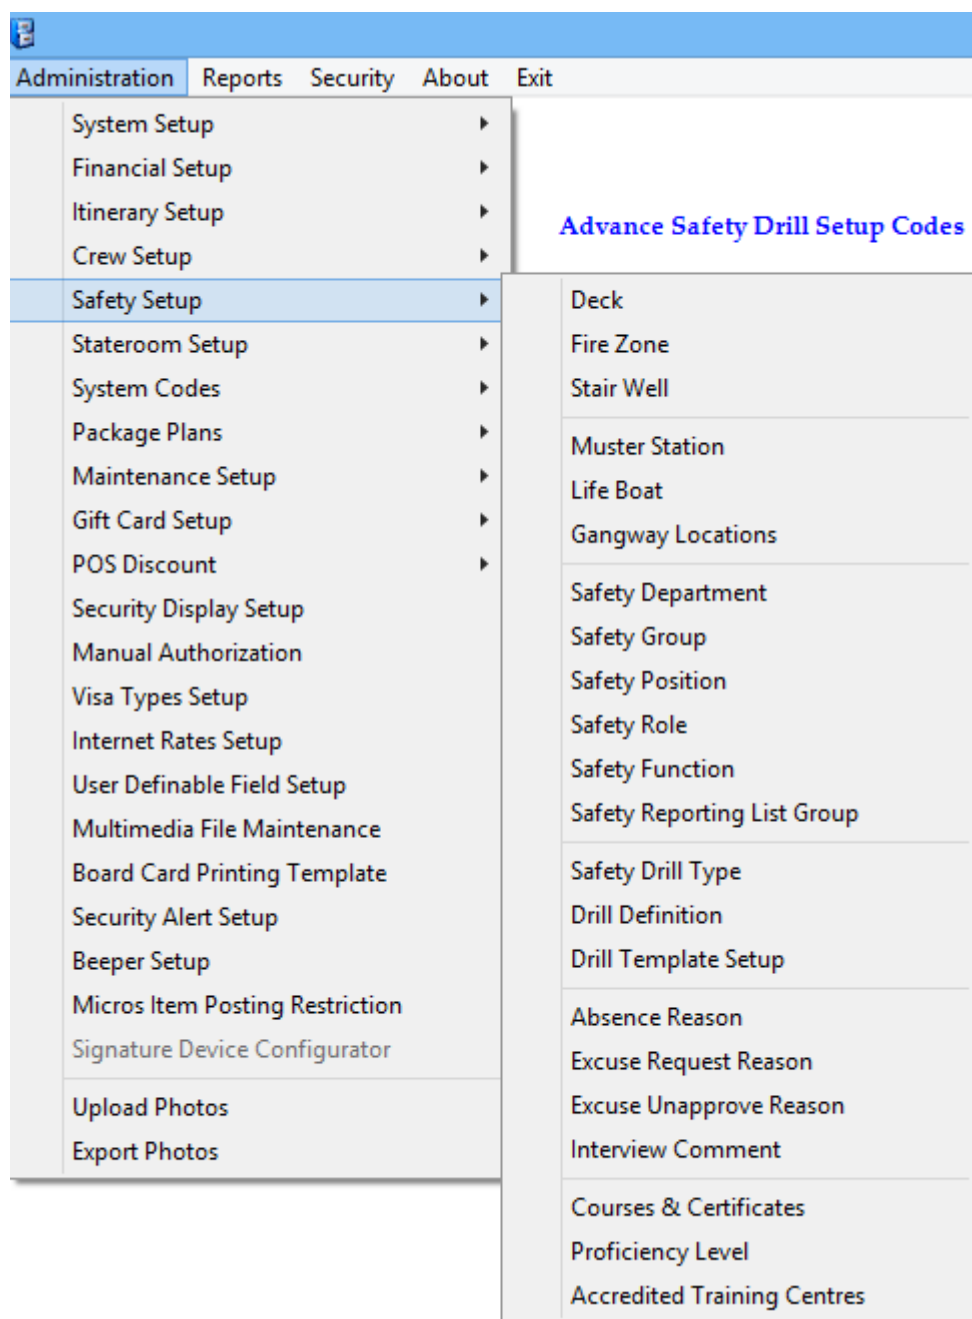 Administration Reports Security About Exit
System Setup
Financial Setup
Itinerary Setup
Crew Setup
Safety Setup
Stateroom Setup
System Codes
Package Plans
Maintenance Setup
Gift Card Setup
POS Discount
Security Display Setup
Manual Authorization
Visa Types Setup
Internet Rates Setup
User Definable Field Setup
Multimedia File Maintenance
Board Card Printing Template
Security Alert Setup
Beeper Setup
Micros Item Posting Restriction
Signature Device Configurator
Upload Photos
Export Photos
Advance Safety Drill Setup Codes
Deck
Fire Zone
Stair Well
Muster Station
Life Boat
Gangway Locations
Safety Department
Safety Group
Safety Position
Safety Role
Safety Function
Safety Reporting List Group
Safety Drill Type
Drill Definition
Drill Template Setup
Absence Reason
Excuse Request Reason
Excuse Unapprove Reason
Interview Comment
Courses & Certificates
Proficiency Level
Accredited Training Centres